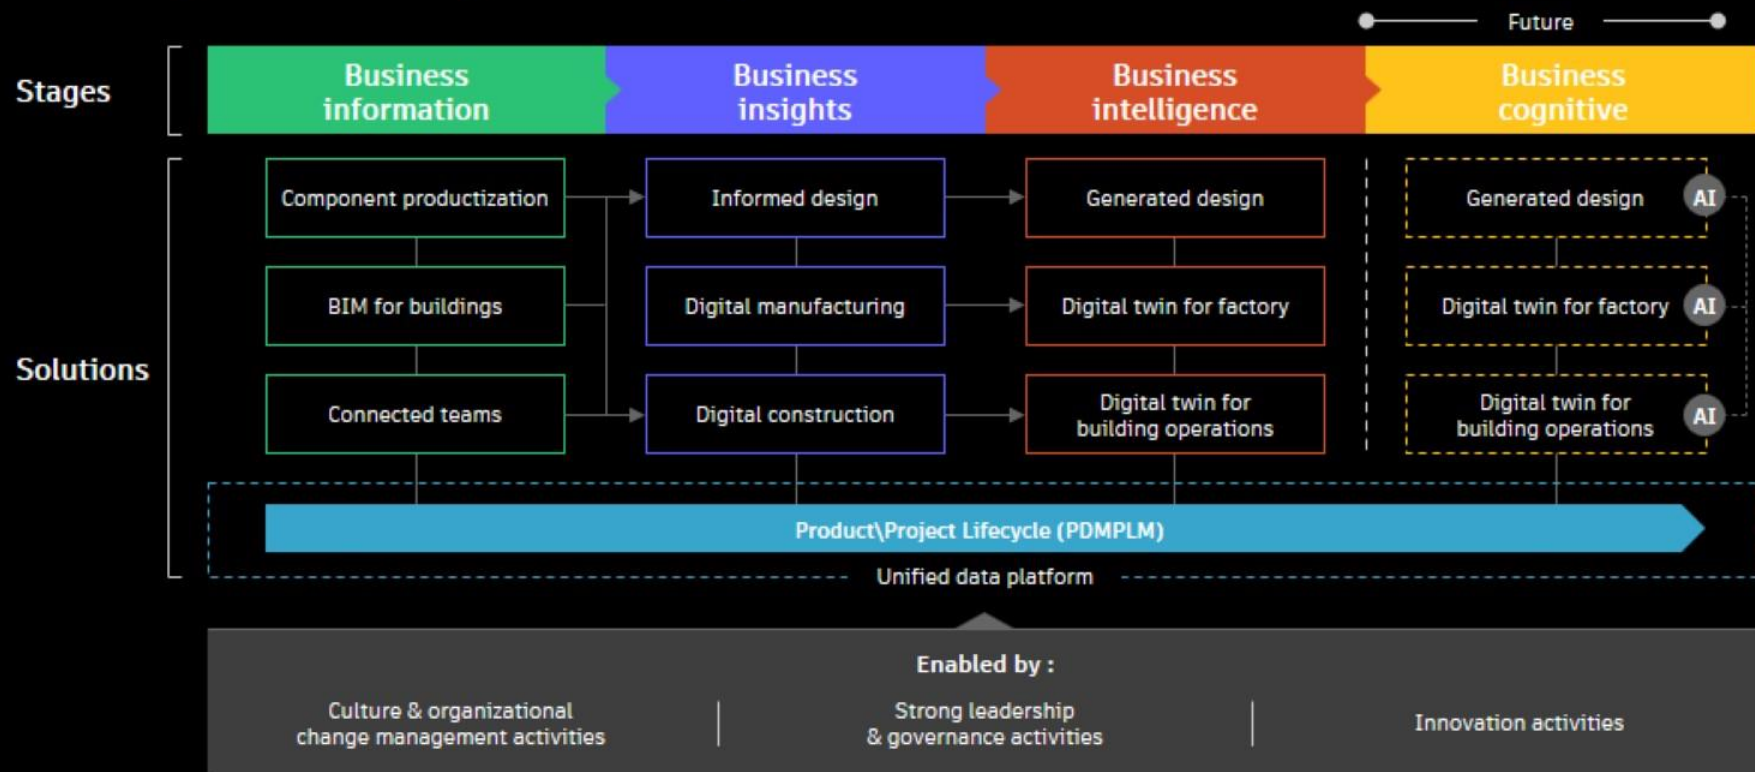 Future
Stages
Business
information
Business
insights
Business
intelligence
Business
cognitive
Solutions
Component productization
Informed design
Generated design
Generated design
AI
BIM for buildings
Digital manufacturing
Digital twin for factory
Digital twin for factory
AI
Connected teams
Digital construction
Digital twin for
building operations
Digital twin for
building operations
AI
Product\Project Lifecycle (PDMPLM)
Unified data platform
Enabled by :
Culture & organizational
change management activities
Strong leadership
& governance activities
Innovation activities